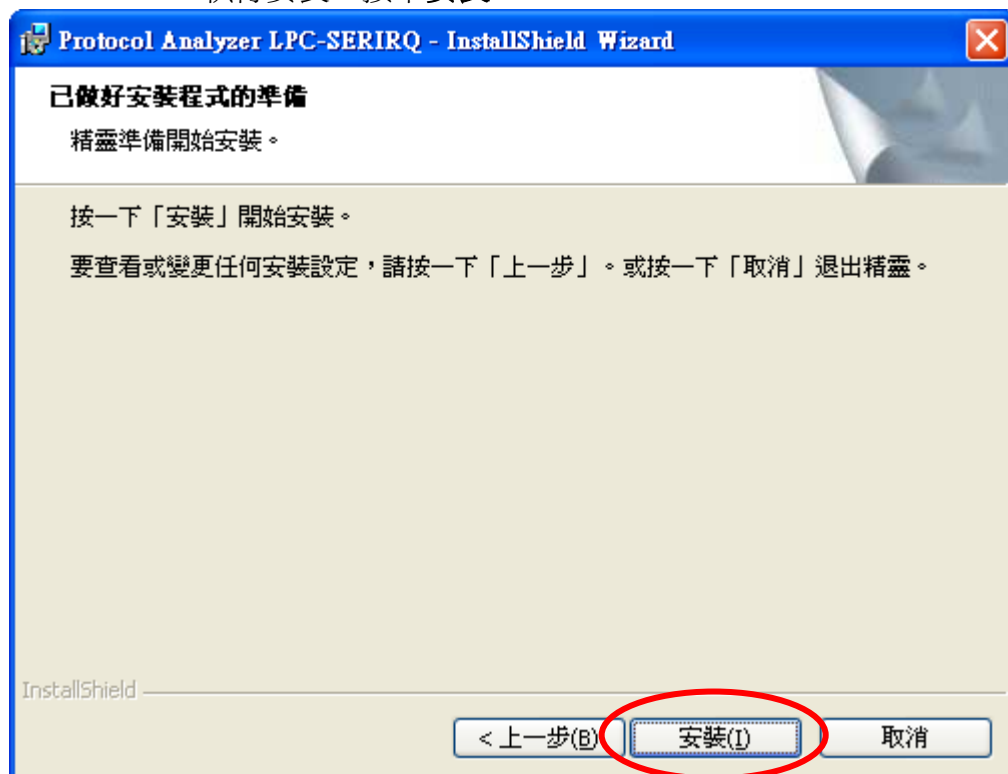 Protocol Analyzer LPC-SERIRQ - InstallShield Wizard
已做好安裝程式的準備
精靈準備開始安裝。
按一下「安裝」開始安裝。
要查看或變更任何安裝設定，請按一下「上一步」。或按一下「取消」退出精靈。
InstallShield
< 上一步(B) 安裝(I) 取消